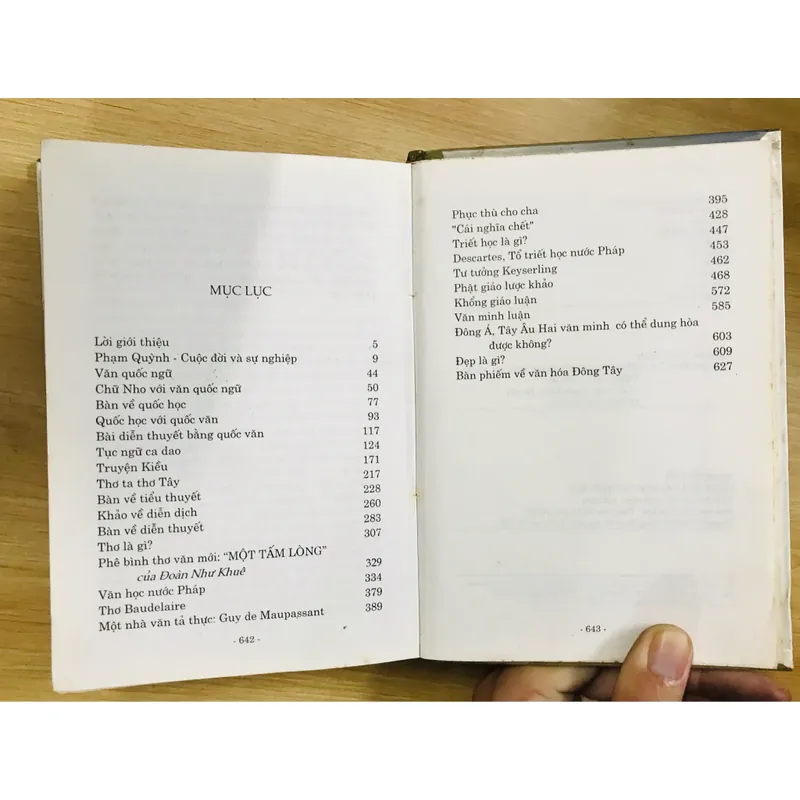 MỤC LỤC
Lời giới thiệu 5
Phạm Quỳnh - Cuộc đời và sự nghiệp 9
Văn quốc ngữ 44
Chữ Nho với văn quốc ngữ 50
Bàn về quốc học 77
Quốc học với quốc văn 93
Bài diễn thuyết bằng quốc văn 117
Tục ngữ ca dao 124
Truyện Kiều 171
Thơ ta thơ Tây 217
Bàn về tiểu thuyết 228
Khảo về diễn dịch 260
Bàn về diễn thuyết 283
Thơ là gì? 307
Phê bình thơ văn mới: "MỘT TẤM LÒNG"
của Đoàn Như Khuê 329
Văn học nước Pháp 334
Thơ Baudelaire 379
Một nhà văn tả thực: Guy de Maupassant 389
- 642 -
Phục thù cho cha 395
"Cái nghĩa chết" 428
Triết học là gì? 447
Descartes, Tổ triết học nước Pháp 453
Tư tưởng Keyserling 462
Phật giáo lược khảo 468
Khổng giáo luận 572
Văn minh luận 585
Đông Á, Tây Âu Hai văn minh có thể dung hòa
được không? 603
Đẹp là gì? 609
Bàn phiếm về văn hóa Đông Tây 627
- 643 -